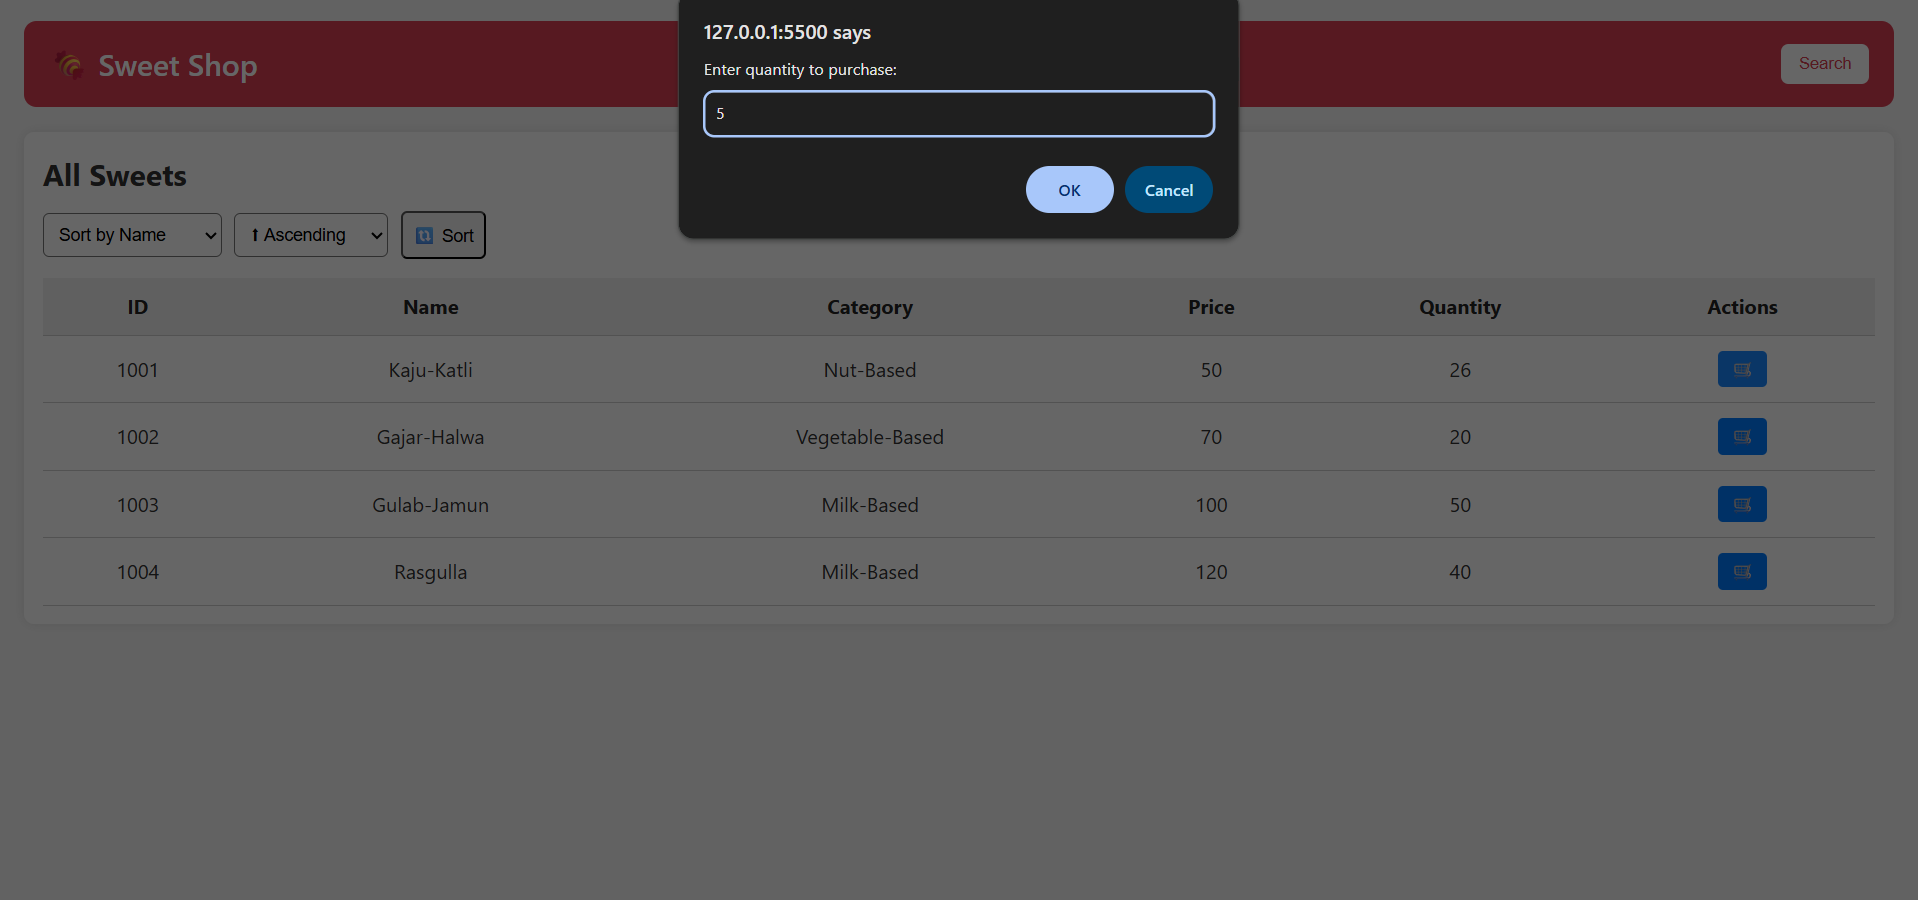 127.0.0.1:5500 says
Enter quantity to purchase:
5
OK Cancel
Sweet Shop Search
All Sweets
Sort by Name ⬆ Ascending 🔃 Sort
ID Name Category Price Quantity Actions
1001 Kaju-Katli Nut-Based 50 26
1002 Gajar-Halwa Vegetable-Based 70 20
1003 Gulab-Jamun Milk-Based 100 50
1004 Rasgulla Milk-Based 120 40